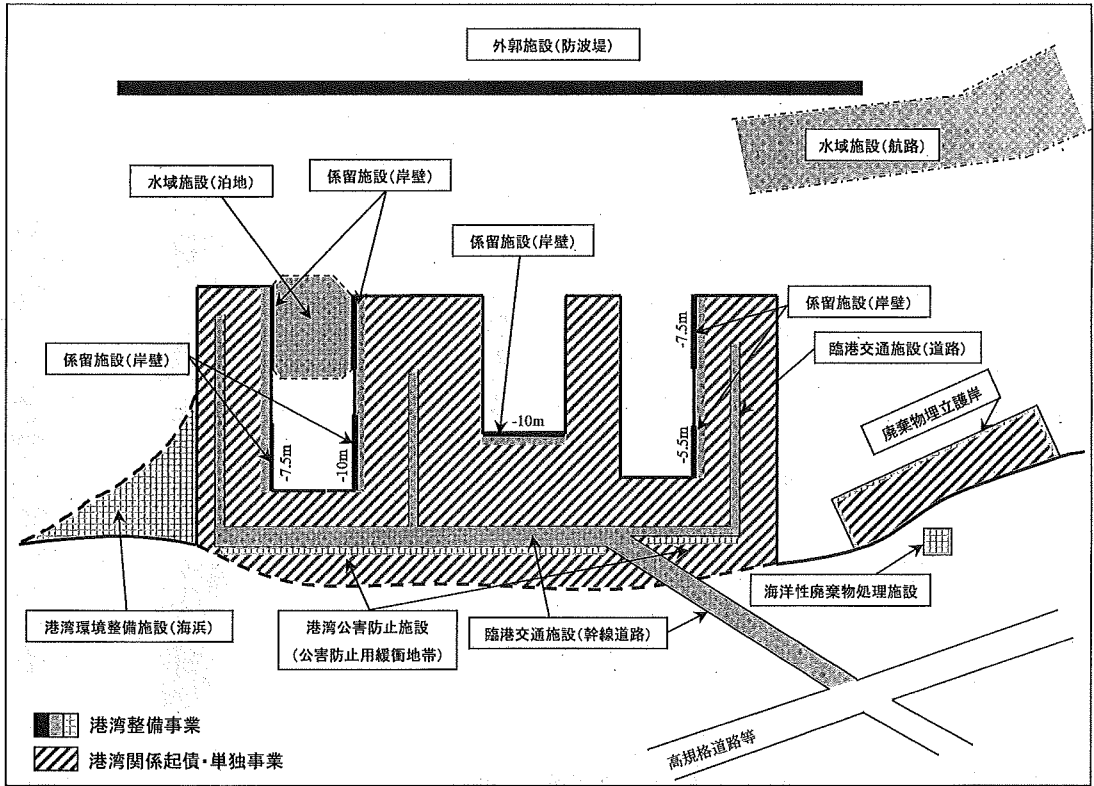 外郭施設(防波堤)
水域施設(航路)
水域施設(泊地)
係留施設(岸壁)
係留施設(岸壁)
係留施設(岸壁)
係留施設(岸壁)
臨港交通施設(道路)
-7.5m
-10m
-10m
-7.5m
-5.5m
廃棄物埋立護岸
海洋性廃棄物処理施設
港湾環境整備施設(海浜)
港湾公害防止施設
(公害防止用緩衝地帯)
臨港交通施設(幹線道路)
高規格道路等
港湾整備事業
港湾関係起債・単独事業